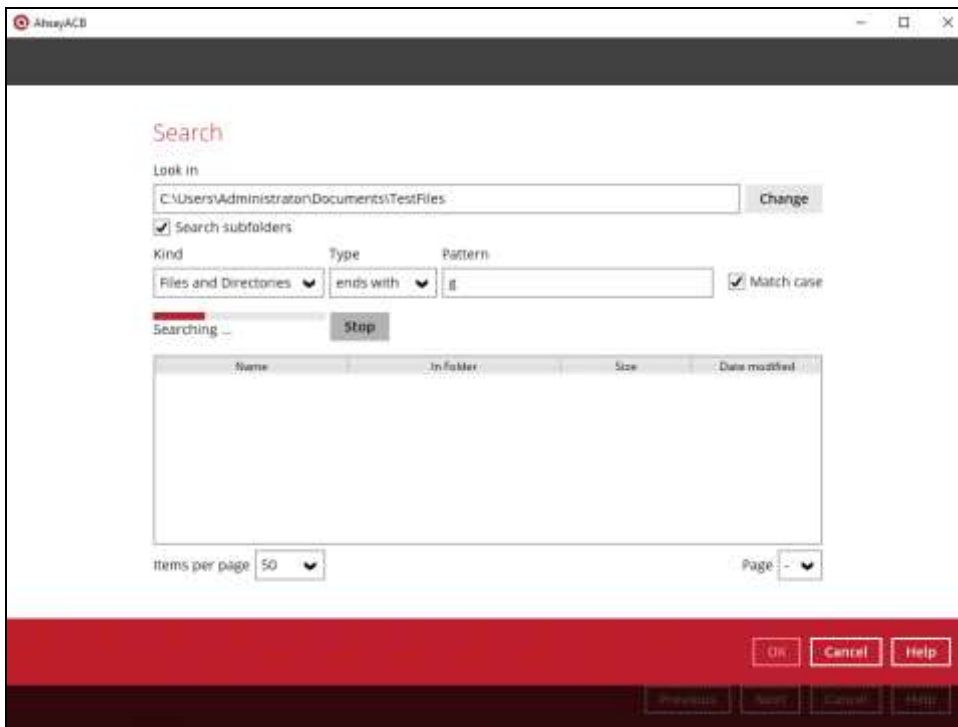 AhsayACB
Search
Look in
C:\Users\Administrator\Documents\TestFiles
Change
Search subfolders
Kind Type Pattern
Files and Directories ends with g Match case
Searching ... Stop
Name In folder Size Date modified
Items per page 50 Page -
OK Cancel Help
Previous Next Cancel Help